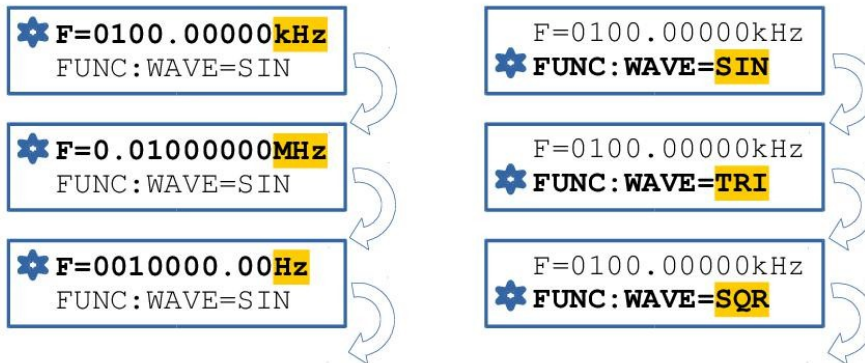 F=0100.00000kHz
FUNC:WAVE=SIN
F=0.01000000MHz
FUNC:WAVE=SIN
F=0010000.00Hz
FUNC:WAVE=SIN
F=0100.00000kHz
FUNC:WAVE=SIN
F=0100.00000kHz
FUNC:WAVE=TRI
F=0100.00000kHz
FUNC:WAVE=SQR